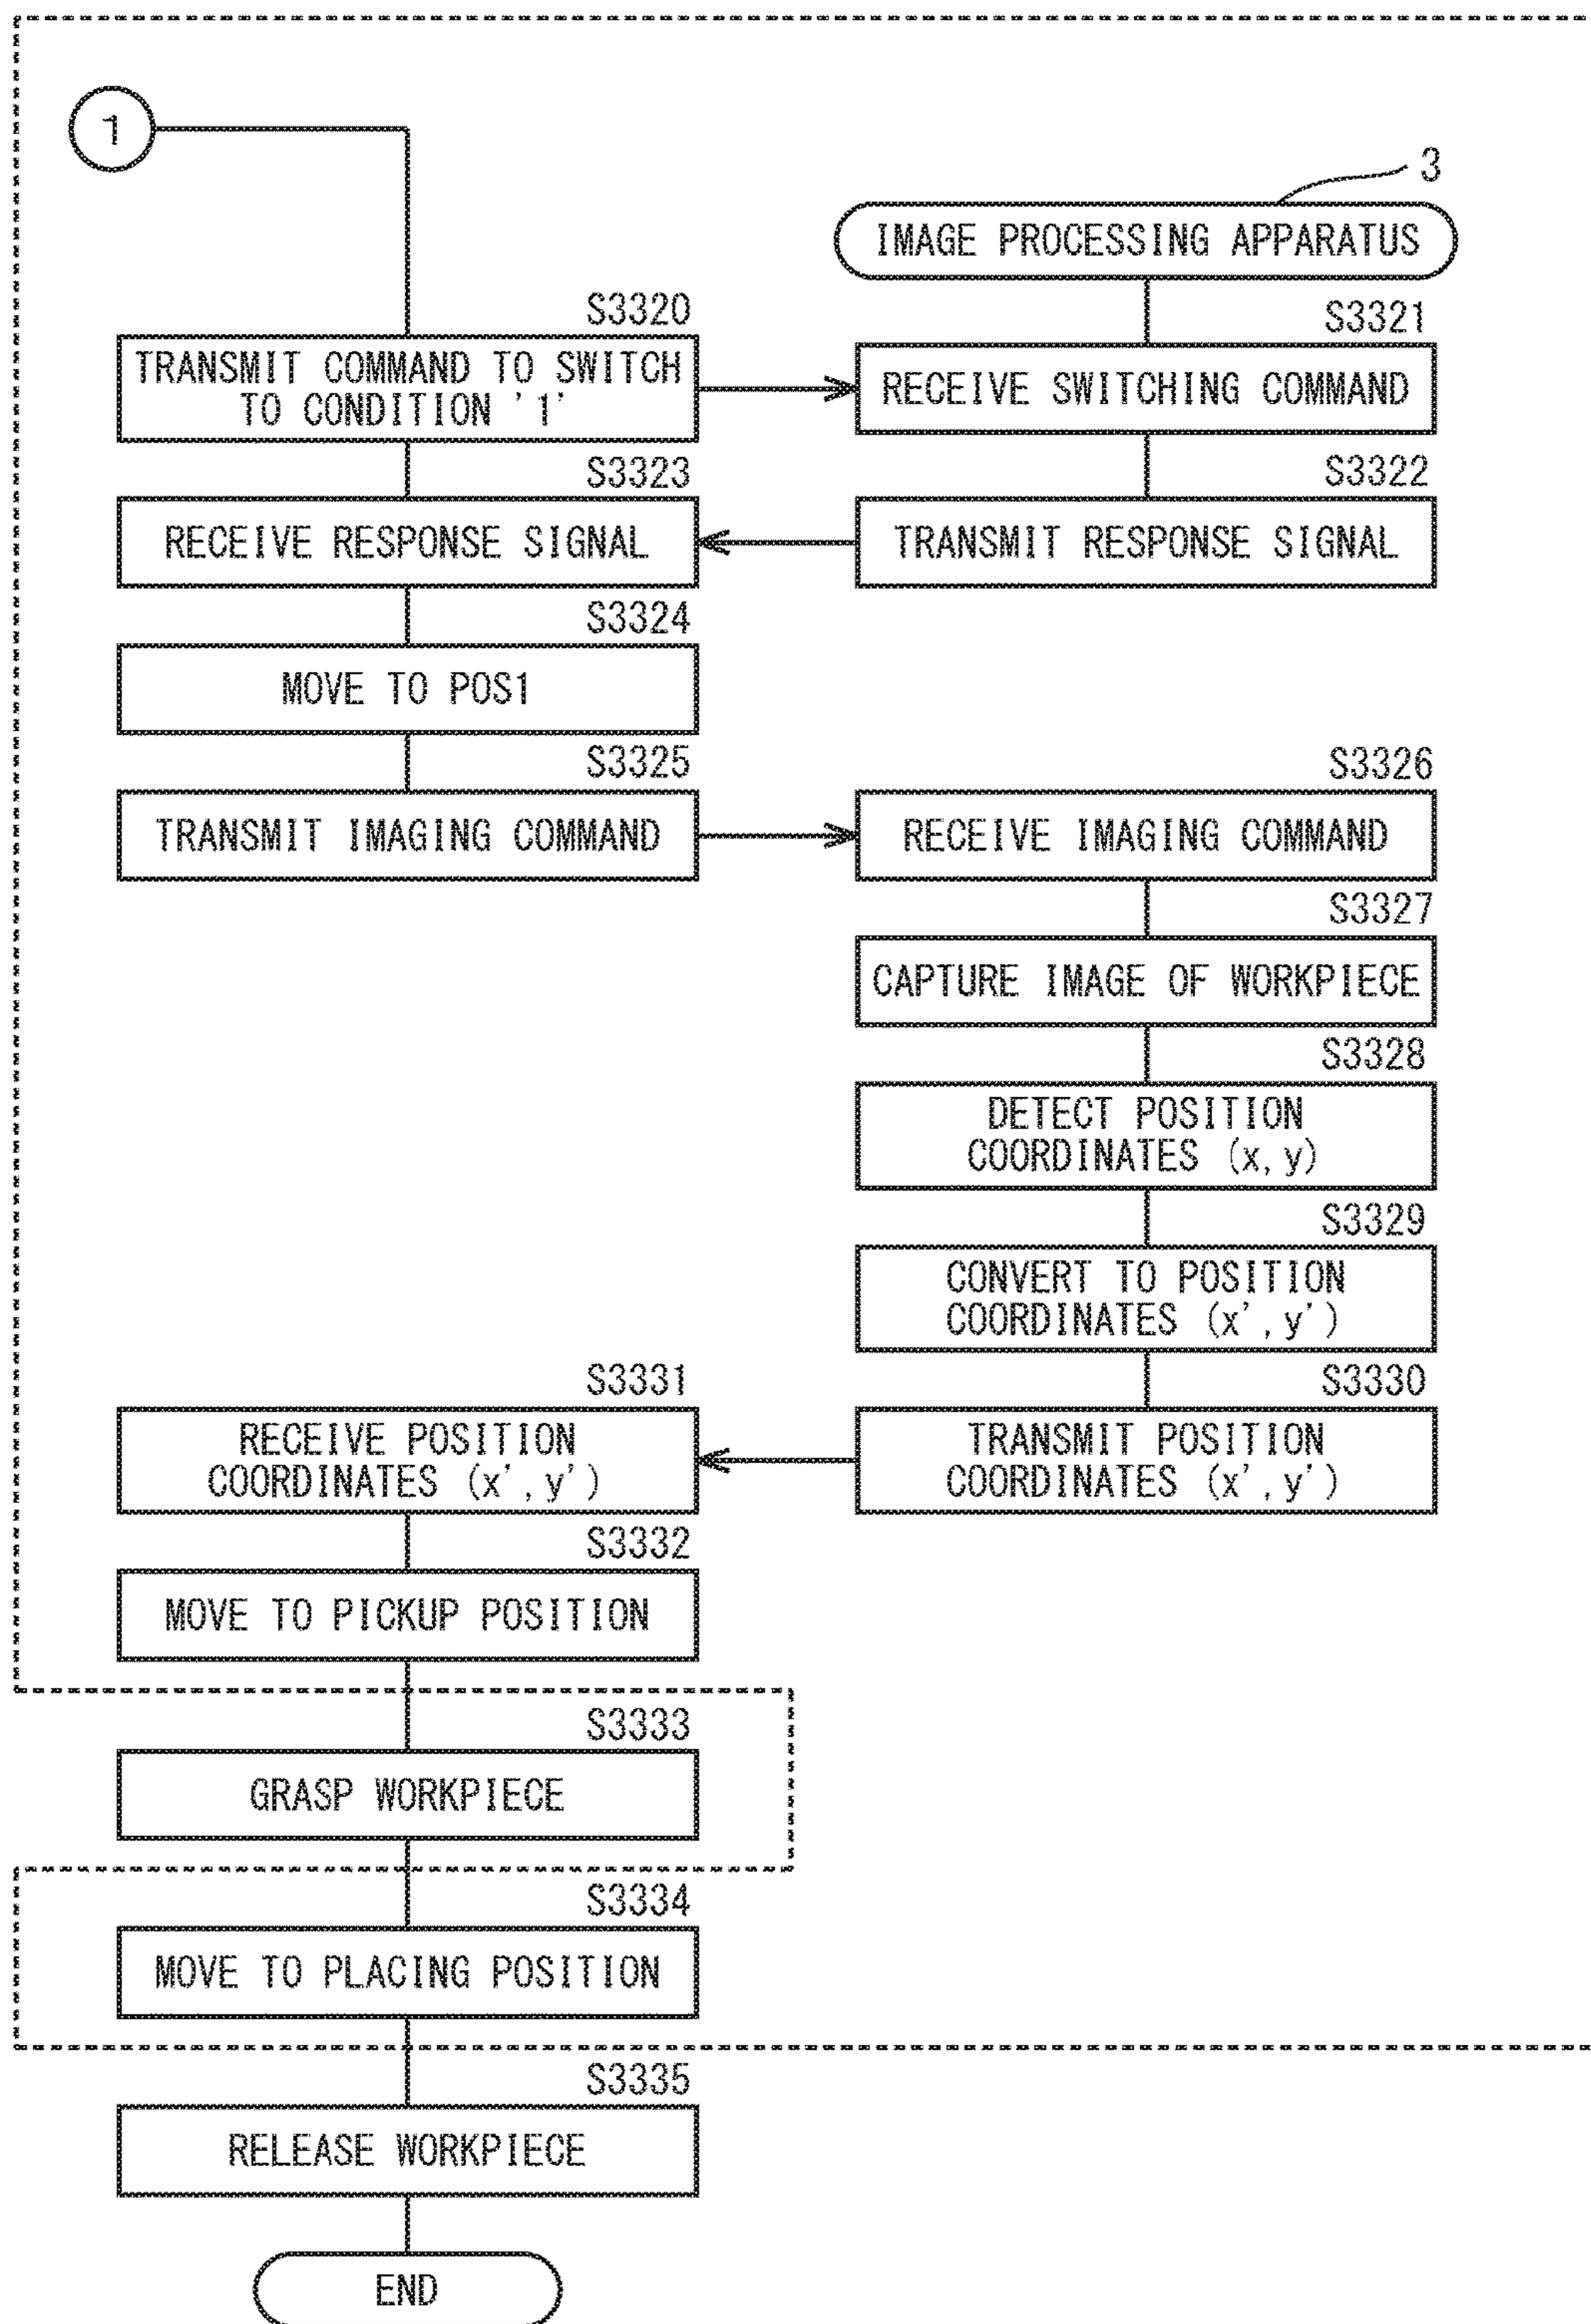 1
3
IMAGE PROCESSING APPARATUS
S3320
TRANSMIT COMMAND TO SWITCH
TO CONDITION '1'
S3321
RECEIVE SWITCHING COMMAND
S3323
RECEIVE RESPONSE SIGNAL
S3322
TRANSMIT RESPONSE SIGNAL
S3324
MOVE TO POS1
S3325
TRANSMIT IMAGING COMMAND
S3326
RECEIVE IMAGING COMMAND
S3327
CAPTURE IMAGE OF WORKPIECE
S3328
DETECT POSITION
COORDINATES (x, y)
S3329
CONVERT TO POSITION
COORDINATES (x', y')
S3331
RECEIVE POSITION
COORDINATES (x', y')
S3330
TRANSMIT POSITION
COORDINATES (x', y')
S3332
MOVE TO PICKUP POSITION
S3333
GRASP WORKPIECE
S3334
MOVE TO PLACING POSITION
S3335
RELEASE WORKPIECE
END